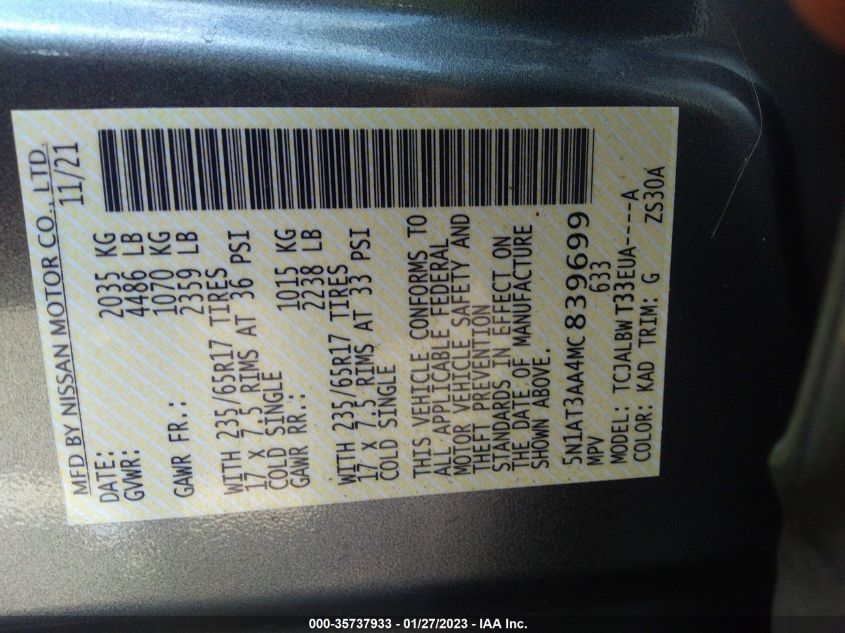 MFD BY NISSAN MOTOR CO., LTD.
DATE: 11/21
GVWR: 2035 KG
4486 LB
GAWR FR.: 1070 KG
2359 LB
WITH 235/65R17 TIRES
17 X 7.5 RIMS AT 36 PSI
COLD SINGLE
GAWR RR.: 1015 KG
2238 LB
WITH 235/65R17 TIRES
17 X 7.5 RIMS AT 33 PSI
COLD SINGLE
THIS VEHICLE CONFORMS TO
ALL APPLICABLE FEDERAL
MOTOR VEHICLE SAFETY AND
THEFT PREVENTION
STANDARDS IN EFFECT ON
THE DATE OF MANUFACTURE
SHOWN ABOVE.
5N1AT3AA4MC839699
MPV 633
MODEL: TCJALBW T33EUA----A
COLOR: KAD TRIM: G ZS30A
000-35737933 - 01/27/2023 - IAA Inc.